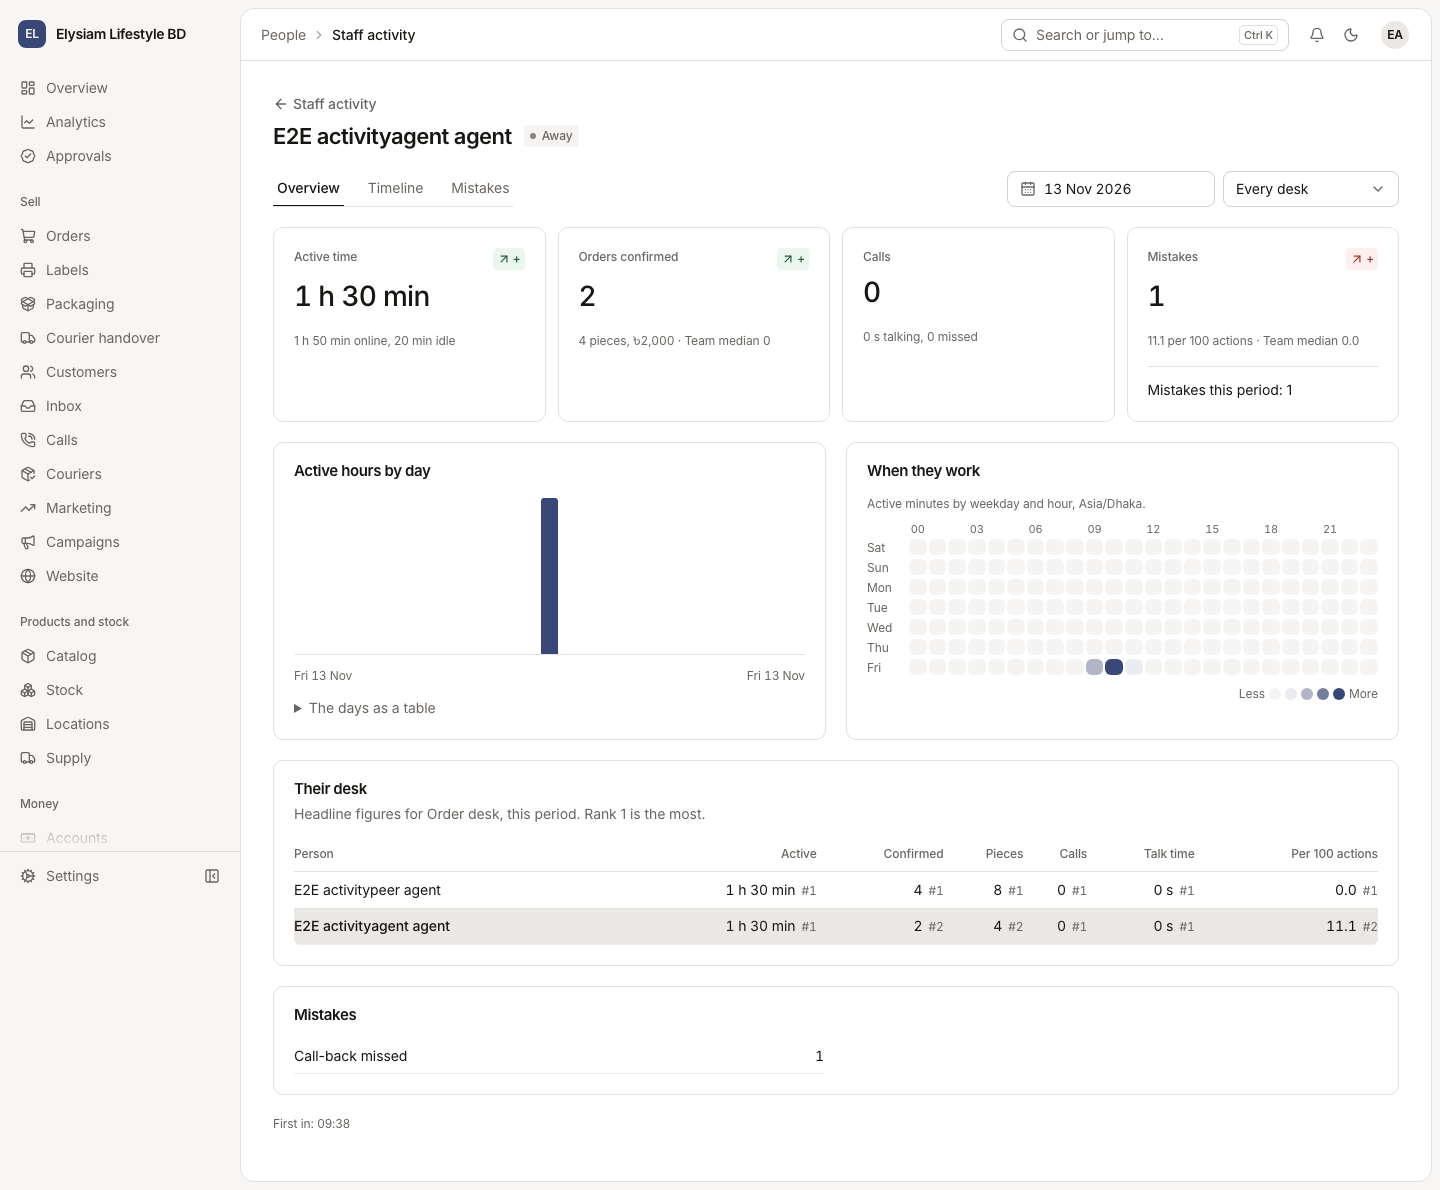 EL Elysiam Lifestyle BD
Overview
Analytics
Approvals
Sell
Orders
Labels
Packaging
Courier handover
Customers
Inbox
Calls
Couriers
Marketing
Campaigns
Website
Products and stock
Catalog
Stock
Locations
Supply
Money
Accounts
Settings
People > Staff activity
Search or jump to... Ctrl K
EA
← Staff activity
E2E activityagent agent Away
Overview Timeline Mistakes
13 Nov 2026 Every desk
Active time +
1 h 30 min
1 h 50 min online, 20 min idle
Orders confirmed +
2
4 pieces, ৳2,000 · Team median 0
Calls
0
0 s talking, 0 missed
Mistakes +
1
11.1 per 100 actions · Team median 0.0
Mistakes this period: 1
Active hours by day
Fri 13 Nov Fri 13 Nov
The days as a table
When they work
Active minutes by weekday and hour, Asia/Dhaka.
00 03 06 09 12 15 18 21
Sat
Sun
Mon
Tue
Wed
Thu
Fri
Less More
Their desk
Headline figures for Order desk, this period. Rank 1 is the most.
Person Active Confirmed Pieces Calls Talk time Per 100 actions
E2E activitypeer agent 1 h 30 min #1 4 #1 8 #1 0 #1 0 s #1 0.0 #1
E2E activityagent agent 1 h 30 min #1 2 #2 4 #2 0 #1 0 s #1 11.1 #2
Mistakes
Call-back missed 1
First in: 09:38